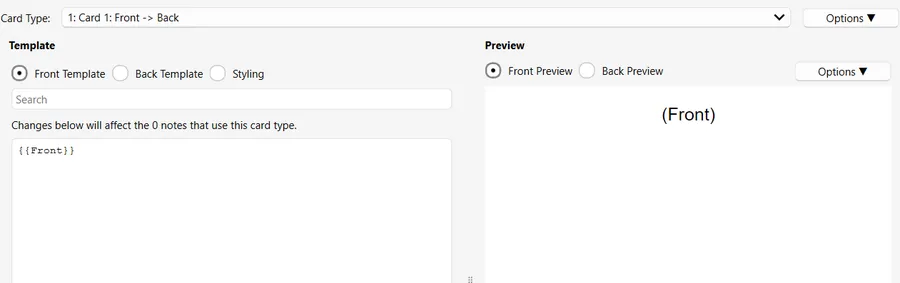 Card Type: 1: Card 1: Front -> Back Options ▼
Template
Front Template Back Template Styling
Search
Changes below will affect the 0 notes that use this card type.
{{Front}}
Preview
Front Preview Back Preview Options ▼
(Front)